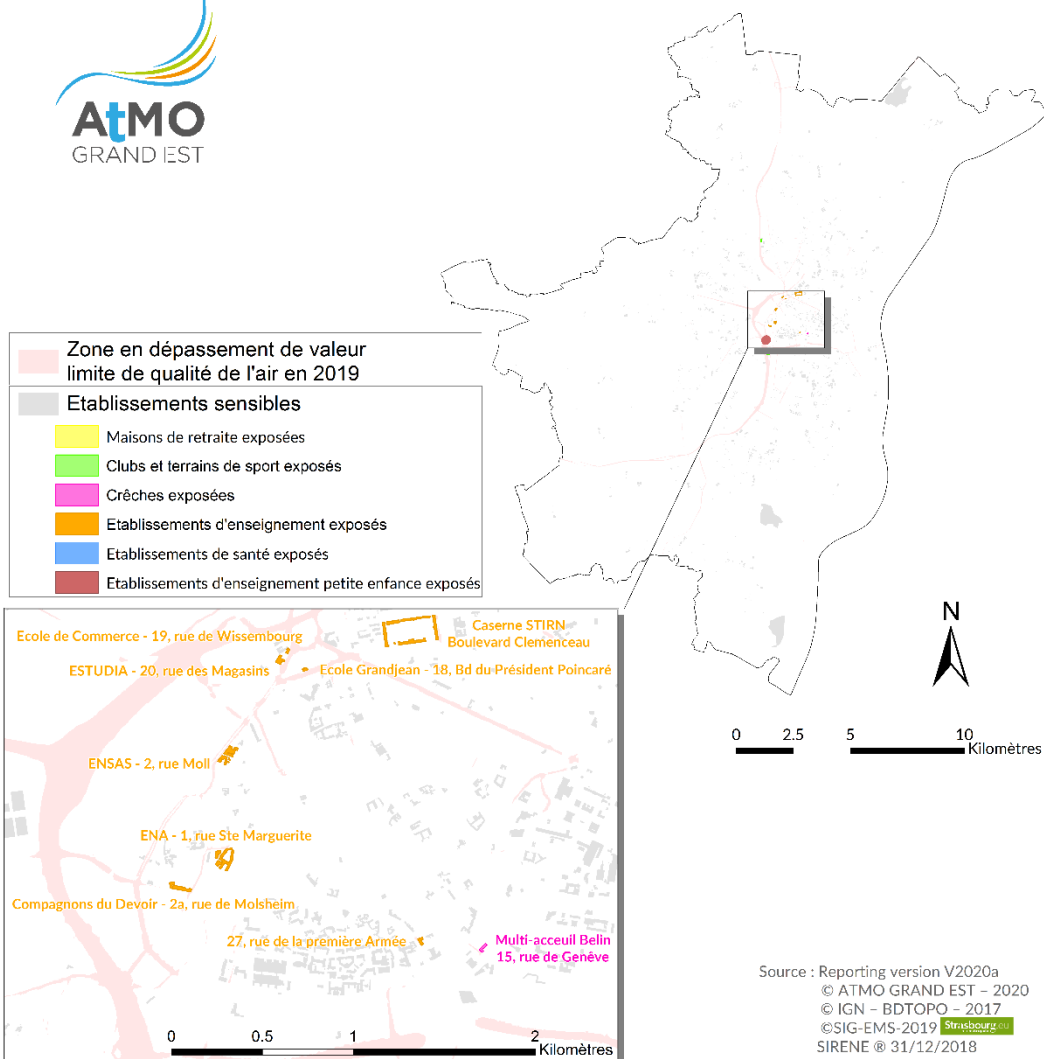 AtMO
GRAND EST
Zone en dépassement de valeur
limite de qualité de l'air en 2019
Etablissements sensibles
Maisons de retraite exposées
Clubs et terrains de sport exposés
Crêches exposées
Etablissements d'enseignement exposés
Etablissements de santé exposés
Etablissements d'enseignement petite enfance exposés
N
0 2.5 5 10
Kilomètres
Ecole de Commerce - 19, rue de Wissembourg
Caserne STIRN
Boulevard Clemenceau
ESTUDIA - 20, rue des Magasins
Ecole Grandjean - 18, Bd du Président Poincaré
ENSAS - 2, rue Moll
ENA - 1, rue Ste Marguerite
Compagnons du Devoir - 2a, rue de Molsheim
27, rue de la première Armée
Multi-acceuil Belin
15, rue de Genêve
0 0.5 1 2
Kilomètres
Source : Reporting version V2020a
© ATMO GRAND EST – 2020
© IGN – BDTOPO – 2017
©SIG-EMS-2019 Strasbourg.eu
SIRENE ® 31/12/2018